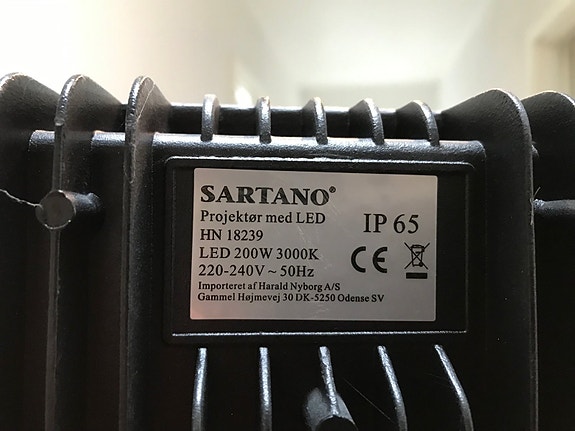 SARTANO®
Projektør med LED
IP 65
HN 18239
LED 200W 3000K
CE
220-240V ~ 50Hz
Importeret af Harald Nyborg A/S
Gammel Højmevej 30 DK-5250 Odense SV